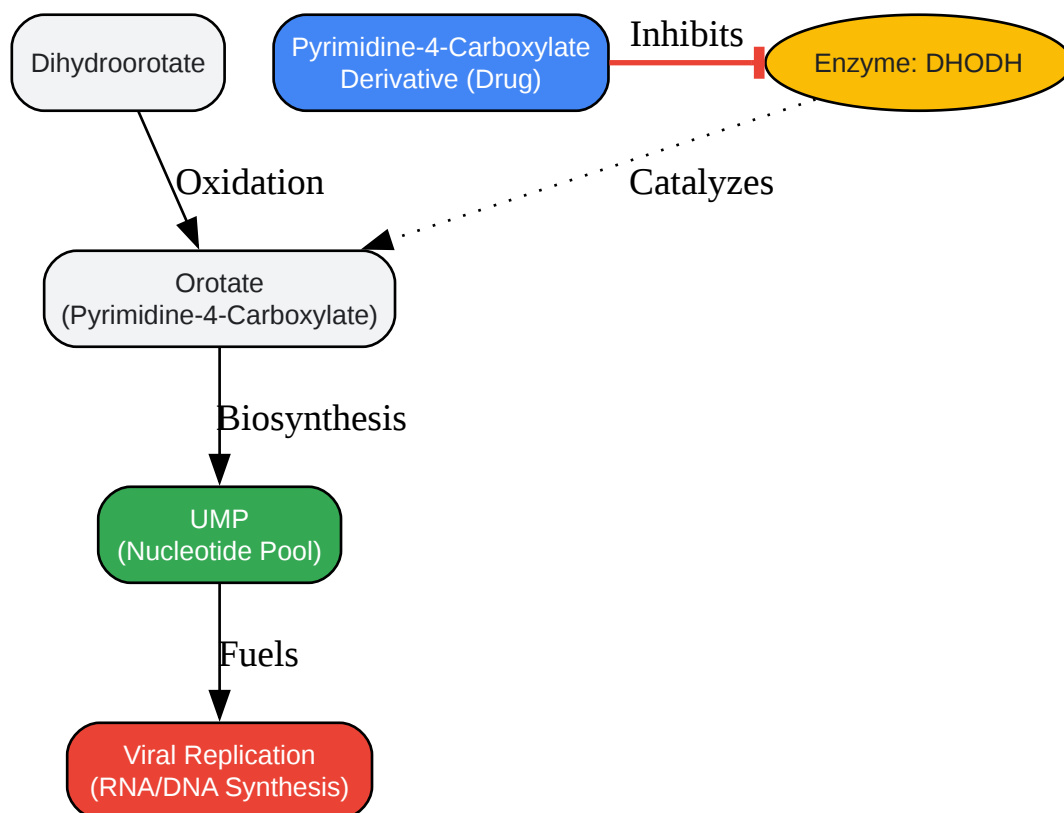 Dihydroorotate
Pyrimidine-4-Carboxylate
Derivative (Drug)
Inhibits
Enzyme: DHODH
Oxidation
Catalyzes
Orotate
(Pyrimidine-4-Carboxylate)
Biosynthesis
UMP
(Nucleotide Pool)
Fuels
Viral Replication
(RNA/DNA Synthesis)